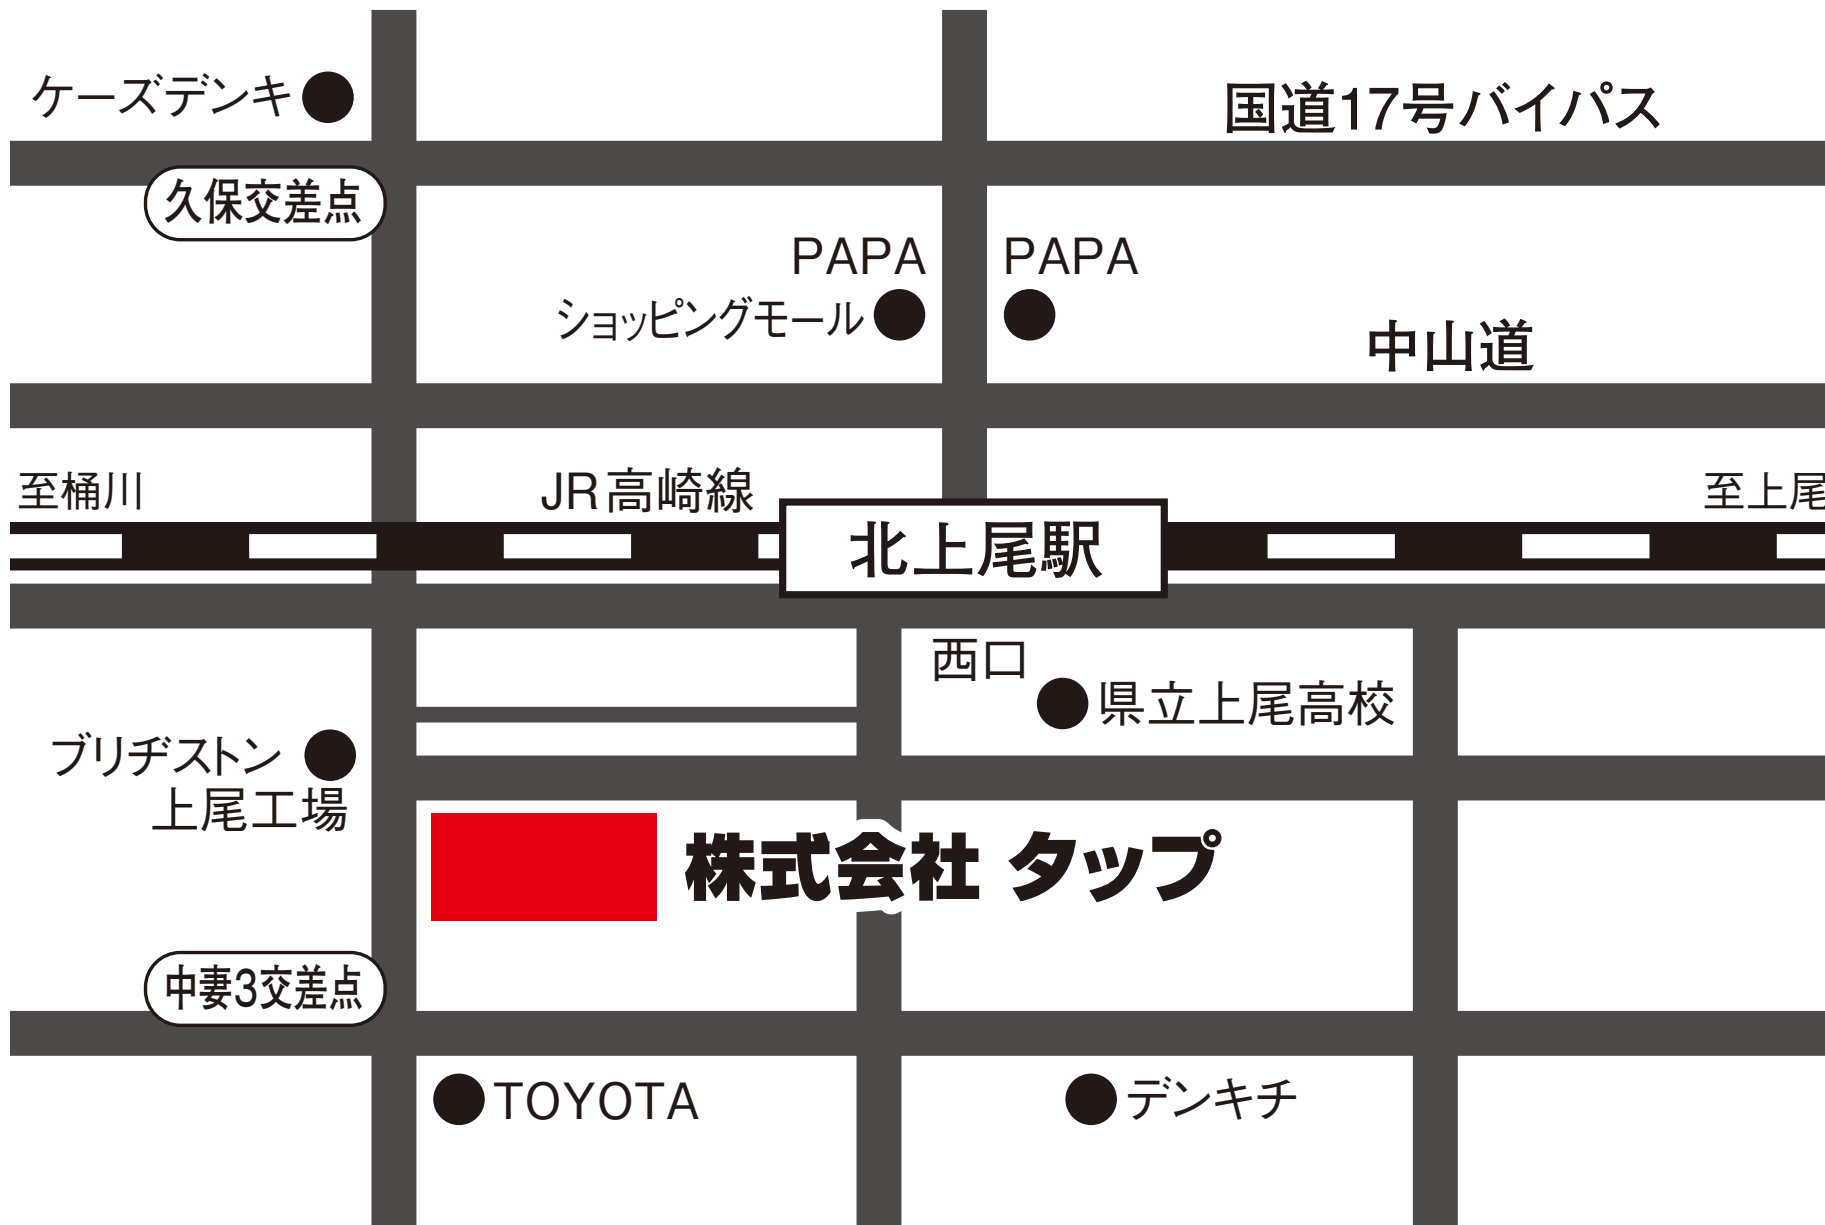 ケーズデンキ
国道17号バイパス
久保交差点
PAPA
ショッピングモール
PAPA
中山道
至桶川
JR高崎線
至上尾
北上尾駅
西口
県立上尾高校
ブリヂストン
上尾工場
株式会社 タップ
中妻3交差点
TOYOTA
デンキチ